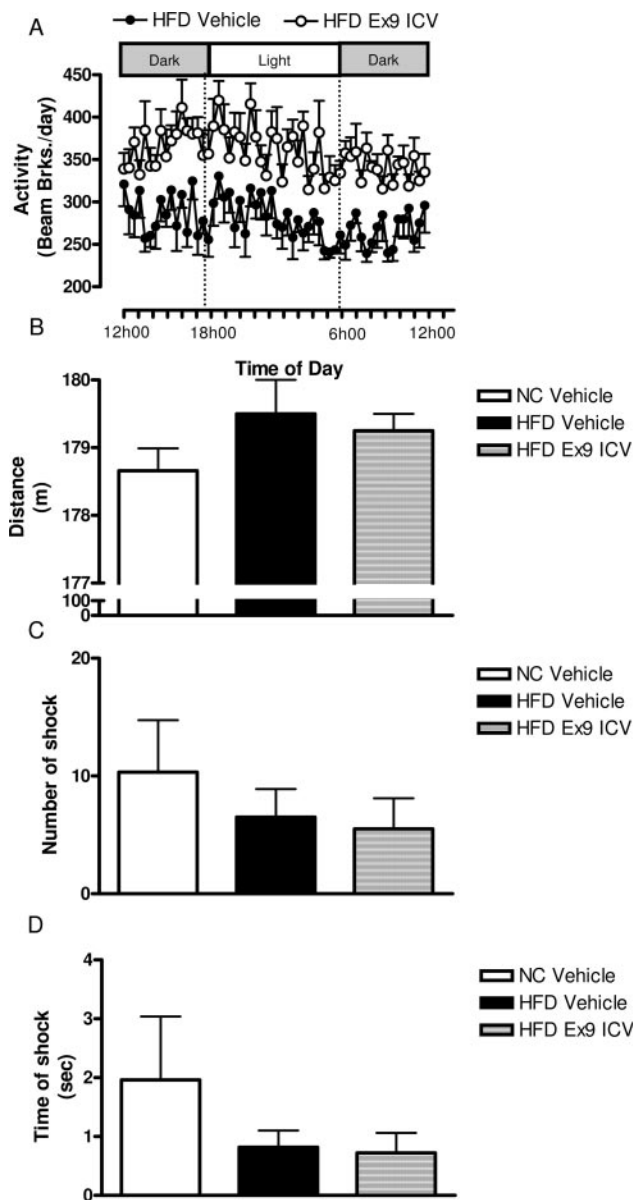 A
HFD Vehicle HFD Ex9 ICV
Dark Light Dark
Activity
(Beam Brks./day)
450
400
350
300
250
200
12h00 18h00 6h00 12h00
Time of Day
B
Distance
(m)
180
179
178
177
100
0
NC Vehicle
HFD Vehicle
HFD Ex9 ICV
C
Number of shock
20
10
0
NC Vehicle
HFD Vehicle
HFD Ex9 ICV
D
Time of shock
(sec)
4
3
2
1
0
NC Vehicle
HFD Vehicle
HFD Ex9 ICV